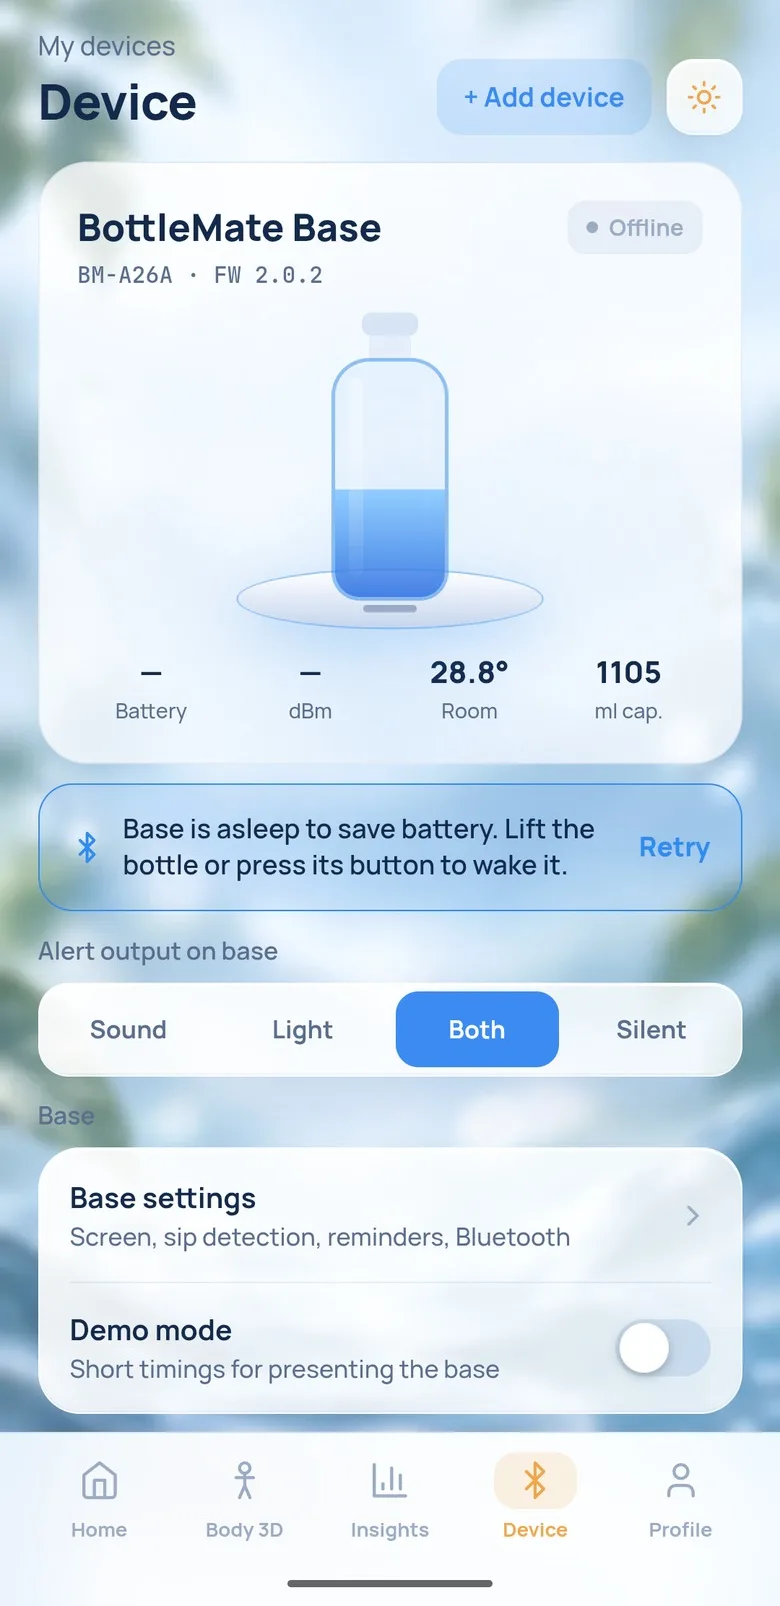 My devices
Device
+ Add device
BottleMate Base
Offline
BM-A26A · FW 2.0.2
— — 28.8° 1105
Battery dBm Room ml cap.
Base is asleep to save battery. Lift the
bottle or press its button to wake it.
Retry
Alert output on base
Sound Light Both Silent
Base
Base settings
Screen, sip detection, reminders, Bluetooth
Demo mode
Short timings for presenting the base
Home Body 3D Insights Device Profile